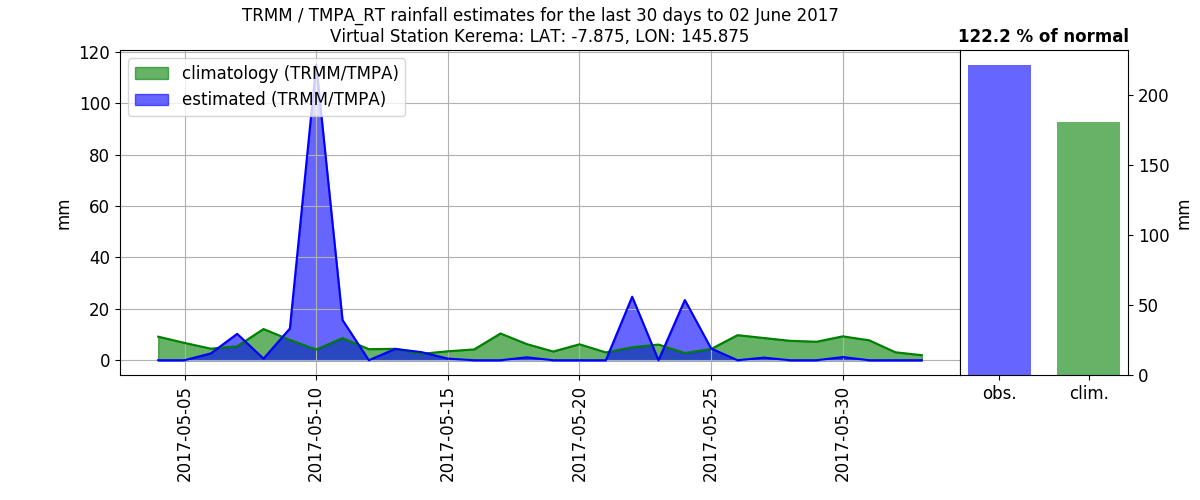 TRMM / TMPA_RT rainfall estimates for the last 30 days to 02 June 2017
Virtual Station Kerema: LAT: -7.875, LON: 145.875
122.2 % of normal
climatology (TRMM/TMPA)
estimated (TRMM/TMPA)
120
100
80
60
40
20
0
mm
2017-05-05
2017-05-10
2017-05-15
2017-05-20
2017-05-25
2017-05-30
200
150
100
50
0
mm
obs.
clim.